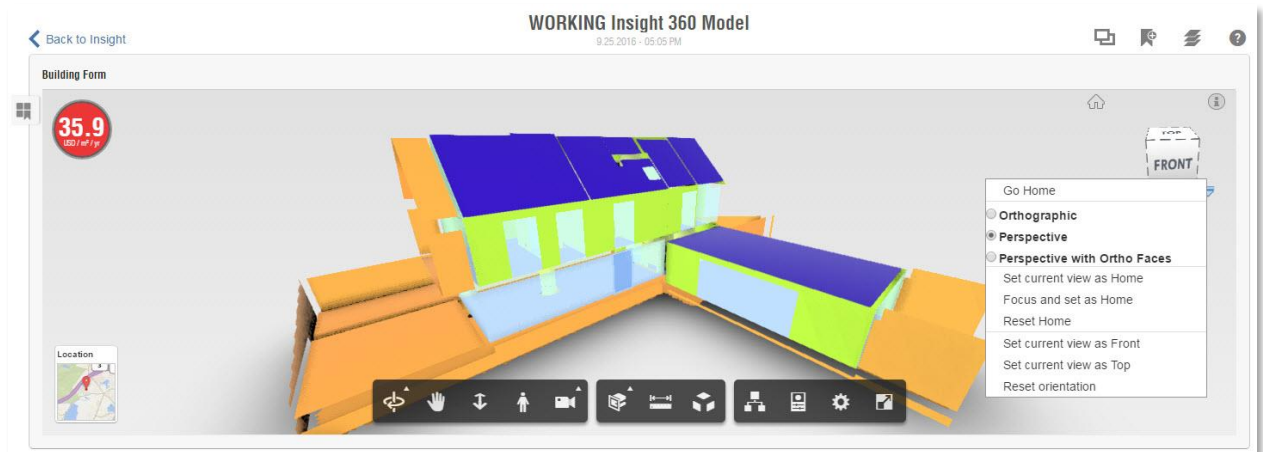 WORKING Insight 360 Model
9.25.2016 - 05:05 PM
Back to Insight
Building Form
35.9
USD / m² / yr
TOP
FRONT
Go Home
Orthographic
Perspective
Perspective with Ortho Faces
Set current view as Home
Focus and set as Home
Reset Home
Set current view as Front
Set current view as Top
Reset orientation
Location
3